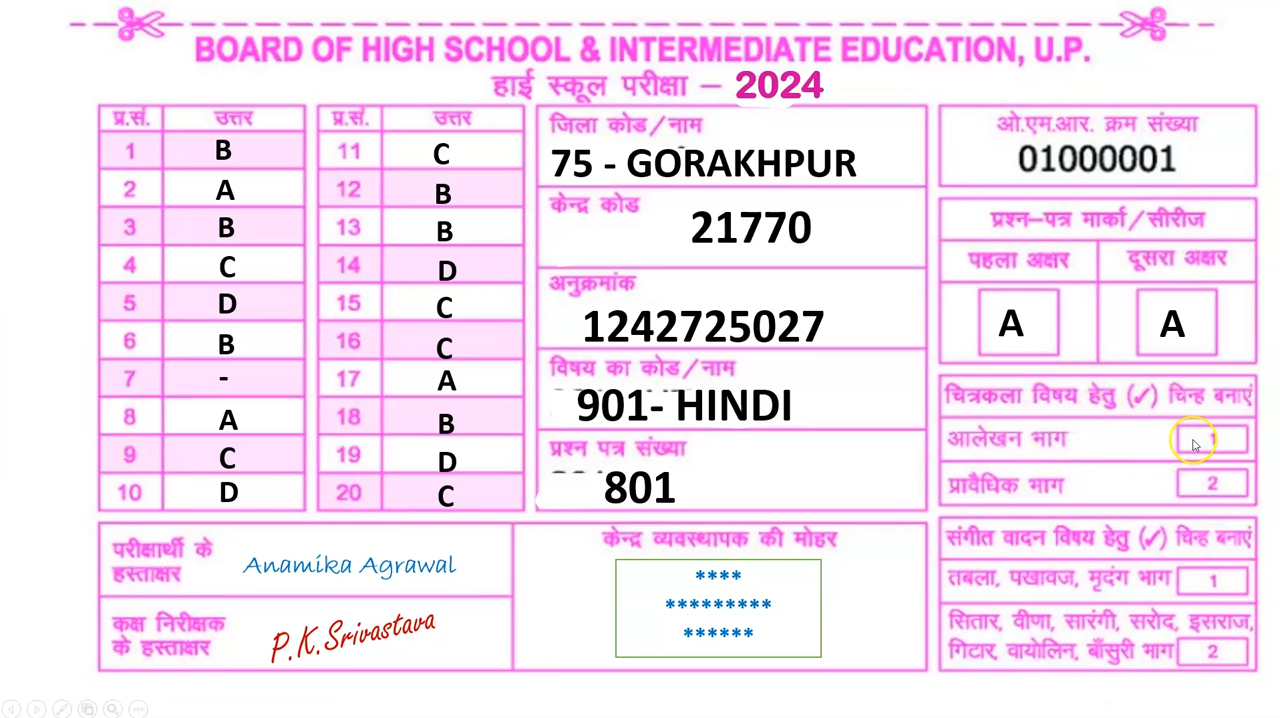 BOARD OF HIGH SCHOOL & INTERMEDIATE EDUCATION, U.P.
हाई स्कूल परीक्षा – 2024
प्र.सं. उत्तर
1 B
2 A
3 B
4 C
5 D
6 B
7 -
8 A
9 C
10 D
प्र.सं. उत्तर
11 C
12 B
13 B
14 D
15 C
16 C
17 A
18 B
19 D
20 C
जिला कोड/नाम
75 - GORAKHPUR
केन्द्र कोड
21770
अनुक्रमांक
1242725027
विषय का कोड/नाम
901- HINDI
प्रश्न पत्र संख्या
801
ओ.एम.आर. क्रम संख्या
01000001
प्रश्न–पत्र मार्का/सीरीज
पहला अक्षर दूसरा अक्षर
A A
चित्रकला विषय हेतु (✓) चिन्ह बनाएं
आलेखन भाग 1
प्राविधिक भाग 2
संगीत वादन विषय हेतु (✓) चिन्ह बनाएं
तबला, पखावज, मृदंग भाग 1
सितार, वीणा, सारंगी, सरोद, इसराज,
गिटार, वायोलिन, बाँसुरी भाग 2
परीक्षार्थी के
हस्ताक्षर
Anamika Agrawal
कक्ष निरीक्षक
के हस्ताक्षर
P.K.Srivastava
केन्द्र व्यवस्थापक की मोहर
****
*********
******